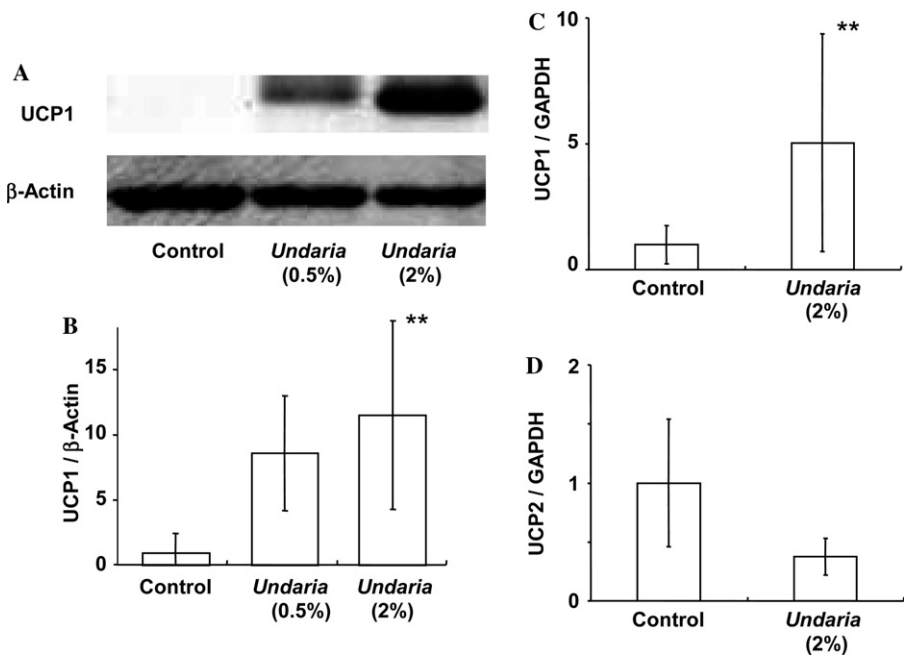 A
UCP1
β-Actin
Control Undaria Undaria
(0.5%) (2%)
B
**
UCP1 / β-Actin
15
10
5
0
Control Undaria Undaria
(0.5%) (2%)
C
**
UCP1 / GAPDH
10
5
0
Control Undaria
(2%)
D
UCP2 / GAPDH
2
1
0
Control Undaria
(2%)